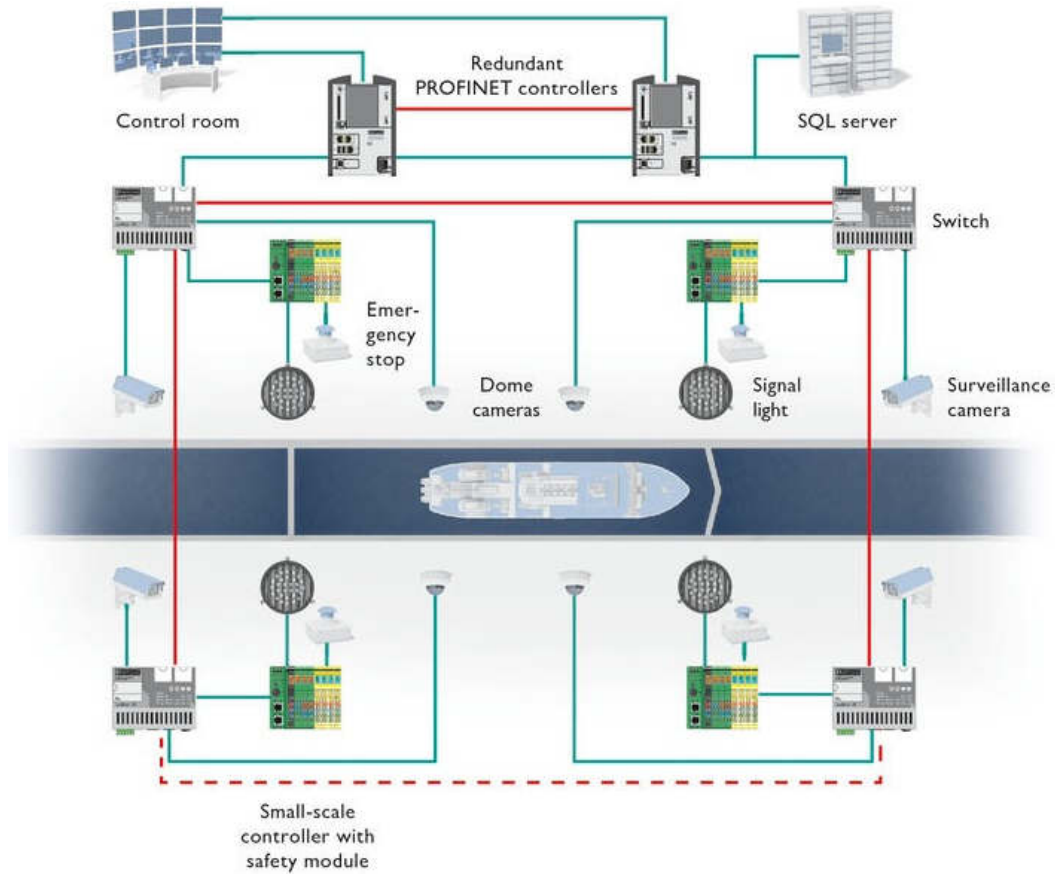 Redundant
PROFINET controllers
Control room
SQL server
Switch
Emer-
gency
stop
Dome
cameras
Signal
light
Surveillance
camera
Small-scale
controller with
safety module